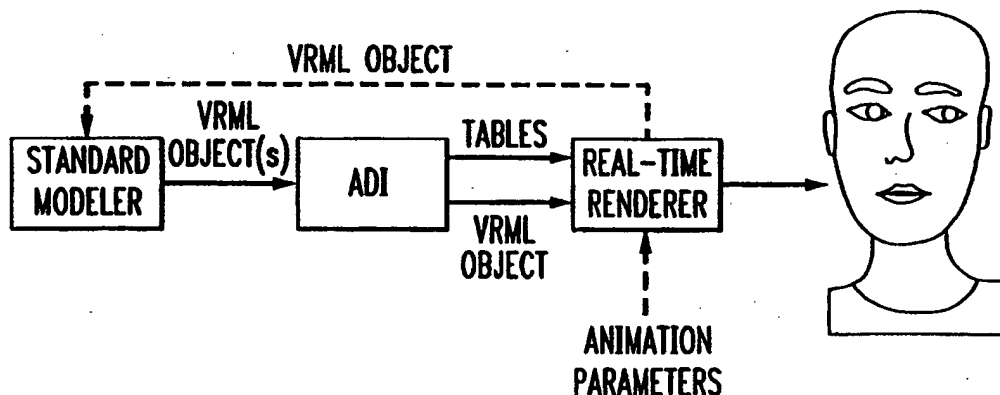 VRML OBJECT
VRML
OBJECT(s)
STANDARD
MODELER
ADI
TABLES
VRML
OBJECT
REAL-TIME
RENDERER
ANIMATION
PARAMETERS